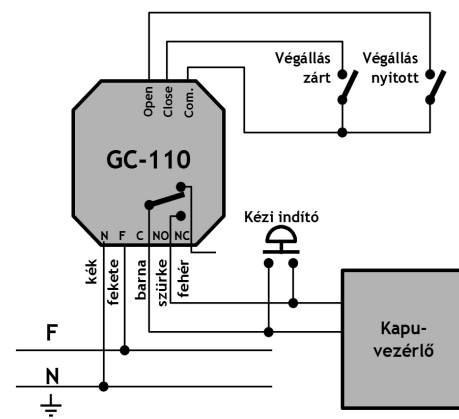 Végállás
zárt
Végállás
nyitott
Open
Close
Com.
GC-110
N F C NO NC
kék
fekete
barna
szürke
fehér
Kézi indító
Kapu-
vezérlő
F
N